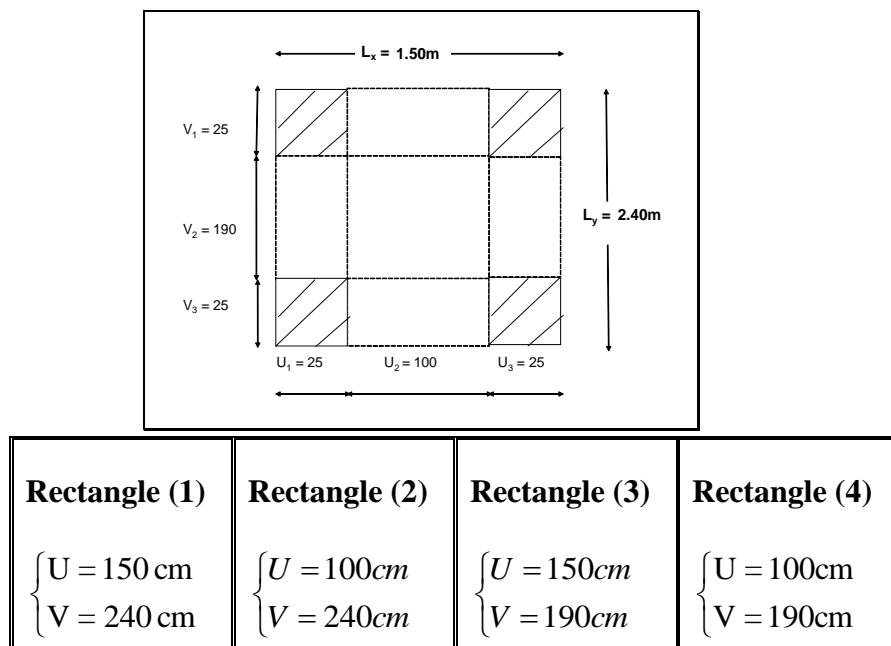 Lx = 1.50m
V1 = 25
V2 = 190
Ly = 2.40m
V3 = 25
U1 = 25 U2 = 100 U3 = 25
Rectangle (1) Rectangle (2) Rectangle (3) Rectangle (4)
U = 150 cm U = 100cm U = 150cm U = 100cm
V = 240 cm V = 240cm V = 190cm V = 190cm